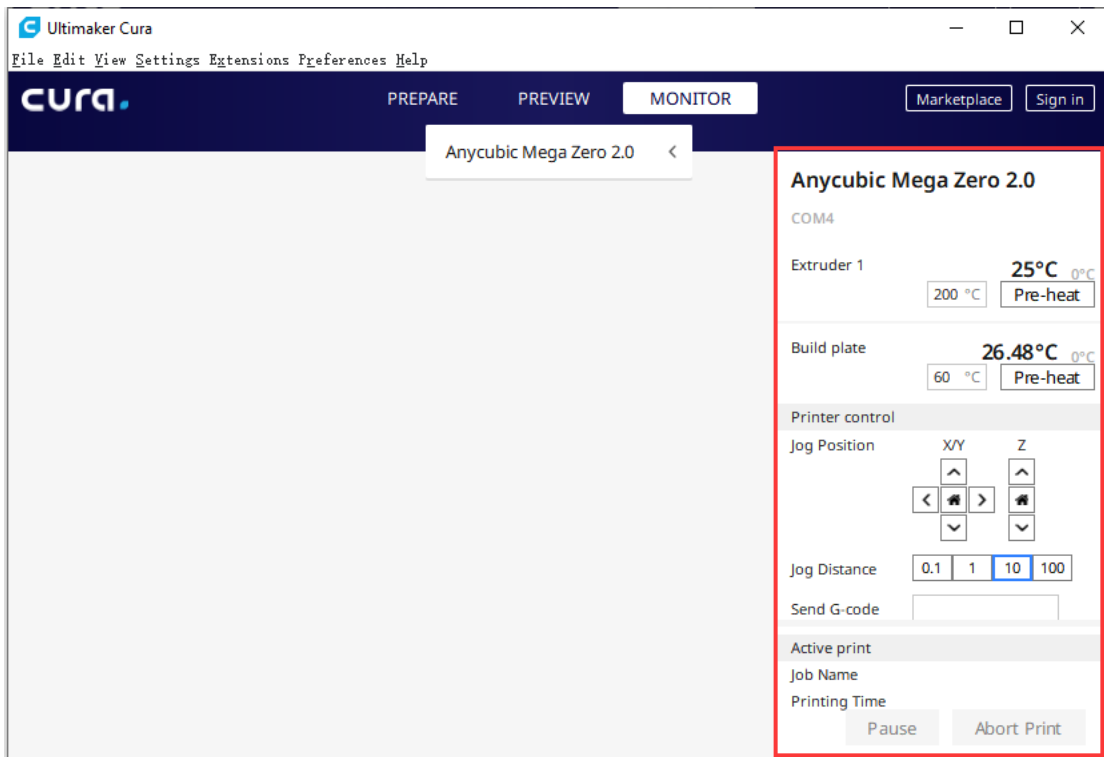 Ultimaker Cura
File Edit View Settings Extensions Preferences Help
cura.
PREPARE PREVIEW MONITOR
Marketplace Sign in
Anycubic Mega Zero 2.0
Anycubic Mega Zero 2.0
COM4
Extruder 1 25°C 0°C
200 °C Pre-heat
Build plate 26.48°C 0°C
60 °C Pre-heat
Printer control
Jog Position X/Y Z
Jog Distance 0.1 1 10 100
Send G-code
Active print
Job Name
Printing Time
Pause Abort Print